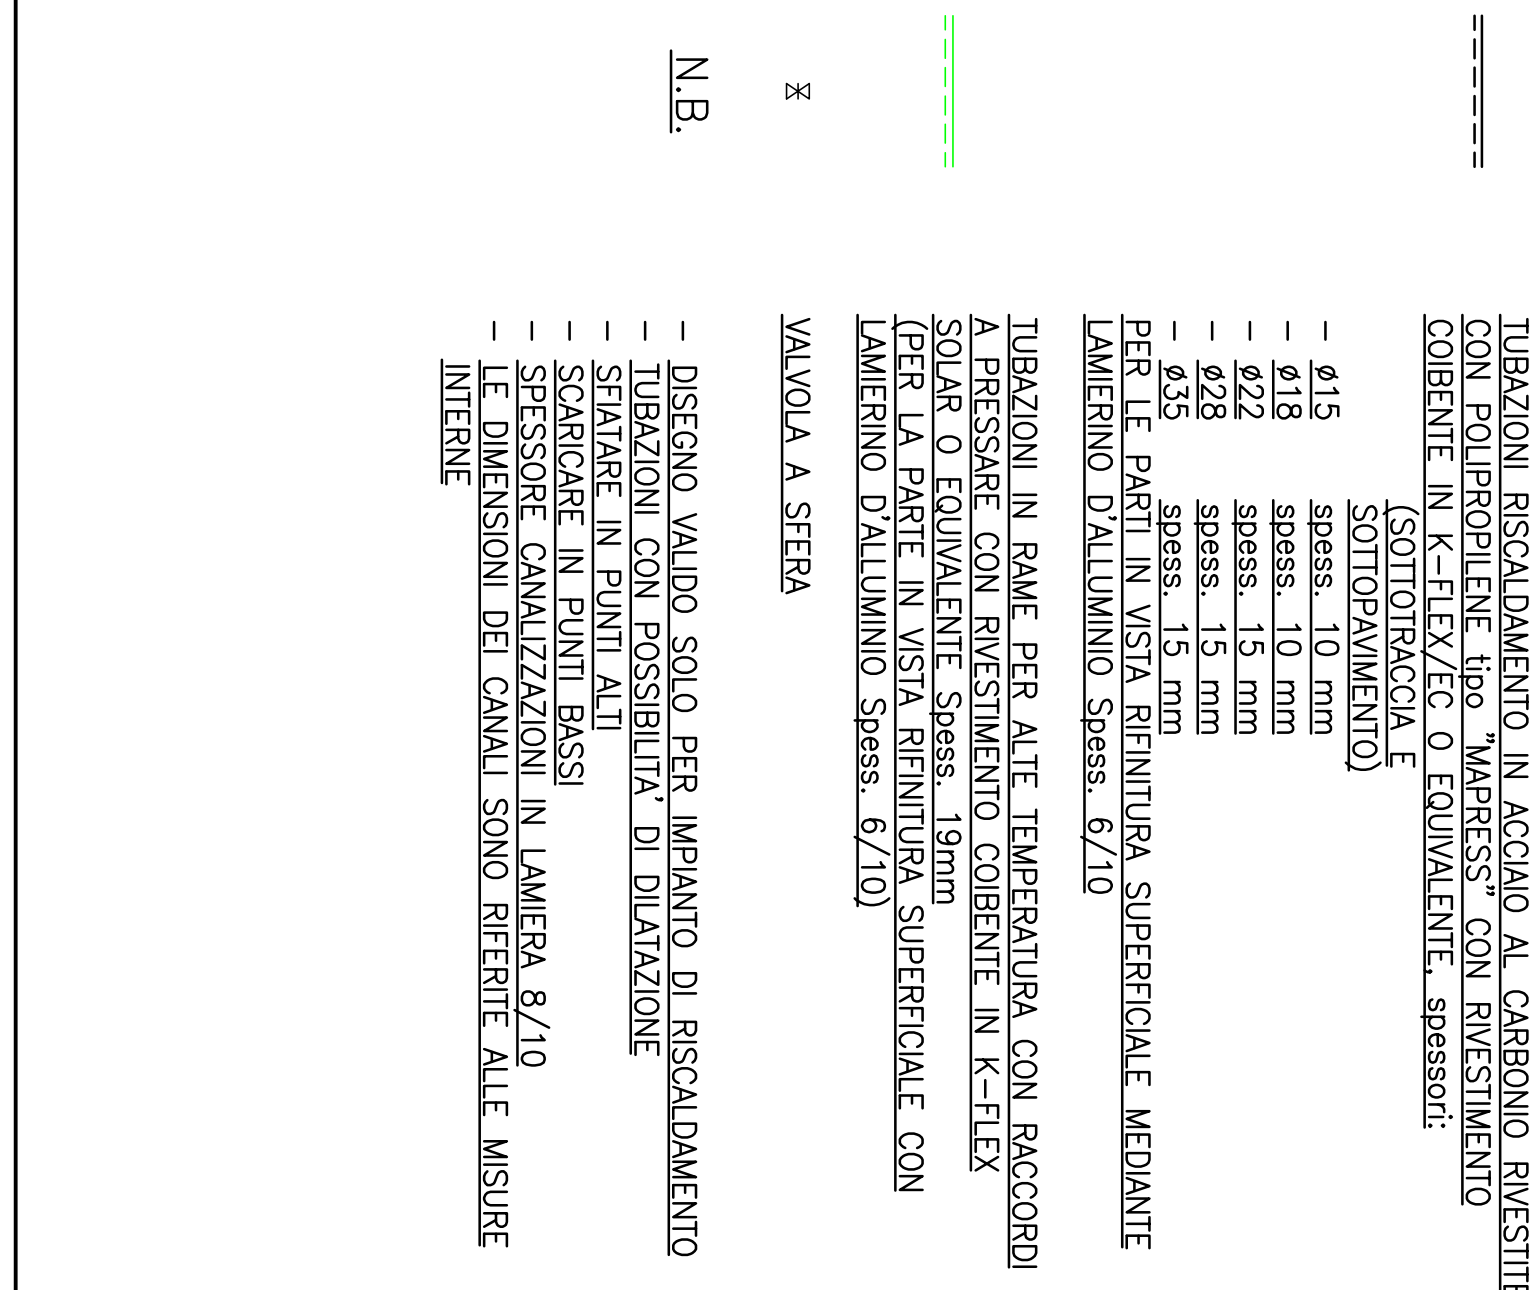 TUBAZIONI RISCALDAMENTO IN ACCIAIO AL CARBONIO RIVESTITE
CON POLIPROPILENE tipo "MAPRESS" CON RIVESTIMENTO
COIBENTE IN K-FLEX/EC O EQUIVALENTE, spessori:
(SOTTOTRACCIA E
SOTTOPAVIMENTO)
- ø15 spess. 10 mm
- ø18 spess. 10 mm
- ø22 spess. 15 mm
- ø28 spess. 15 mm
- ø35 spess. 15 mm
PER LE PARTI IN VISTA RIFINITURA SUPERFICIALE MEDIANTE
LAMIERINO D'ALLUMINIO Spess. 6/10
TUBAZIONI IN RAME PER ALTE TEMPERATURA CON RACCORDI
A PRESSARE CON RIVESTIMENTO COIBENTE IN K-FLEX
SOLAR O EQUIVALENTE Spess. 19mm
(PER LA PARTE IN VISTA RIFINITURA SUPERFICIALE CON
LAMIERINO D'ALLUMINIO Spess. 6/10)
VALVOLA A SFERA
N.B.
- DISEGNO VALIDO SOLO PER IMPIANTO DI RISCALDAMENTO
- TUBAZIONI CON POSSIBILITA' DI DILATAZIONE
- SFIATARE IN PUNTI ALTI
- SCARICARE IN PUNTI BASSI
- SPESSORE CANALIZZAZIONI IN LAMIERA 8/10
- LE DIMENSIONI DEI CANALI SONO RIFERITE ALLE MISURE
INTERNE